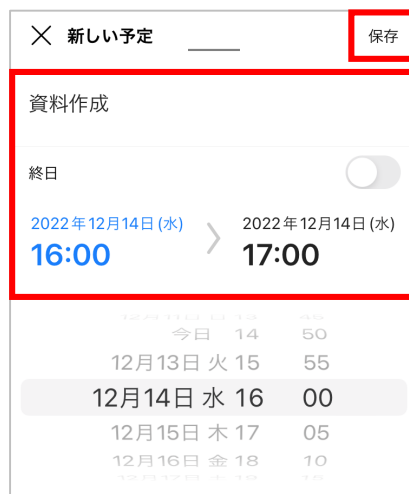 新しい予定 保存
資料作成
終日
2022年12月14日(水) 2022年12月14日(水)
16:00 17:00
今日 14 50
12月13日 火 15 55
12月14日 水 16 00
12月15日 木 17 05
12月16日 金 18 10